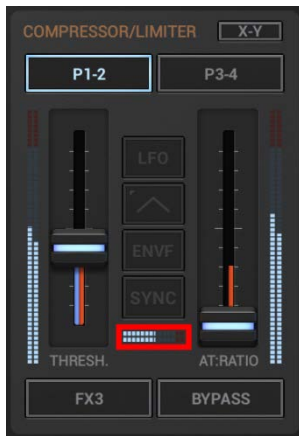 COMPRESSOR/LIMITER X-Y
P1-2 P3-4
LFO
ENVF
SYNC
THRESH. AT:RATIO
FX3 BYPASS